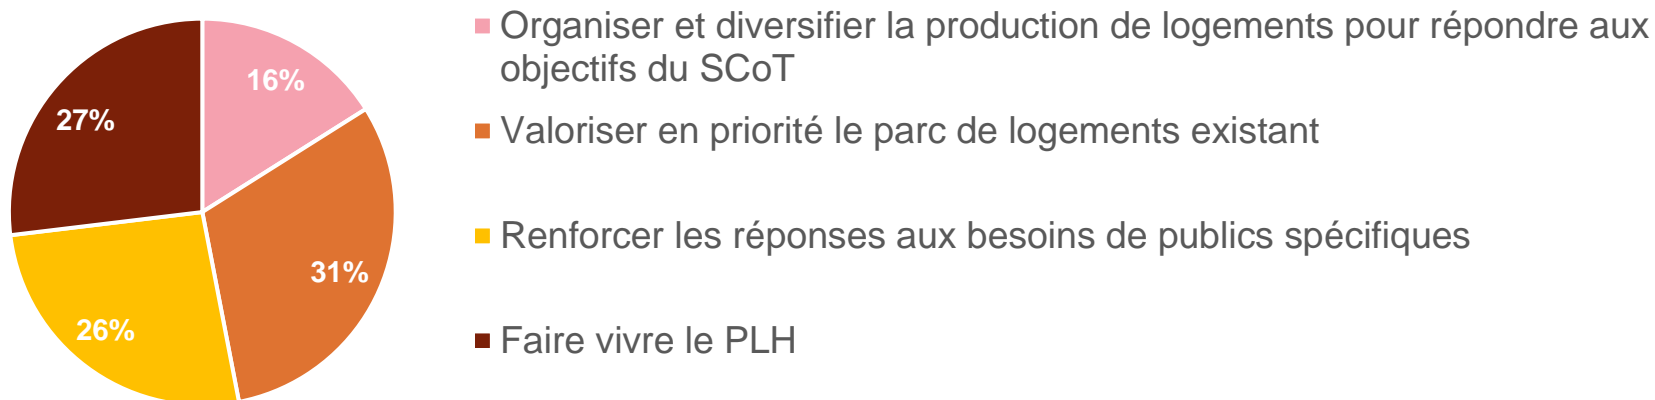 16%
27%
31%
26%
Organiser et diversifier la production de logements pour répondre aux
objectifs du SCoT
Valoriser en priorité le parc de logements existant
Renforcer les réponses aux besoins de publics spécifiques
Faire vivre le PLH